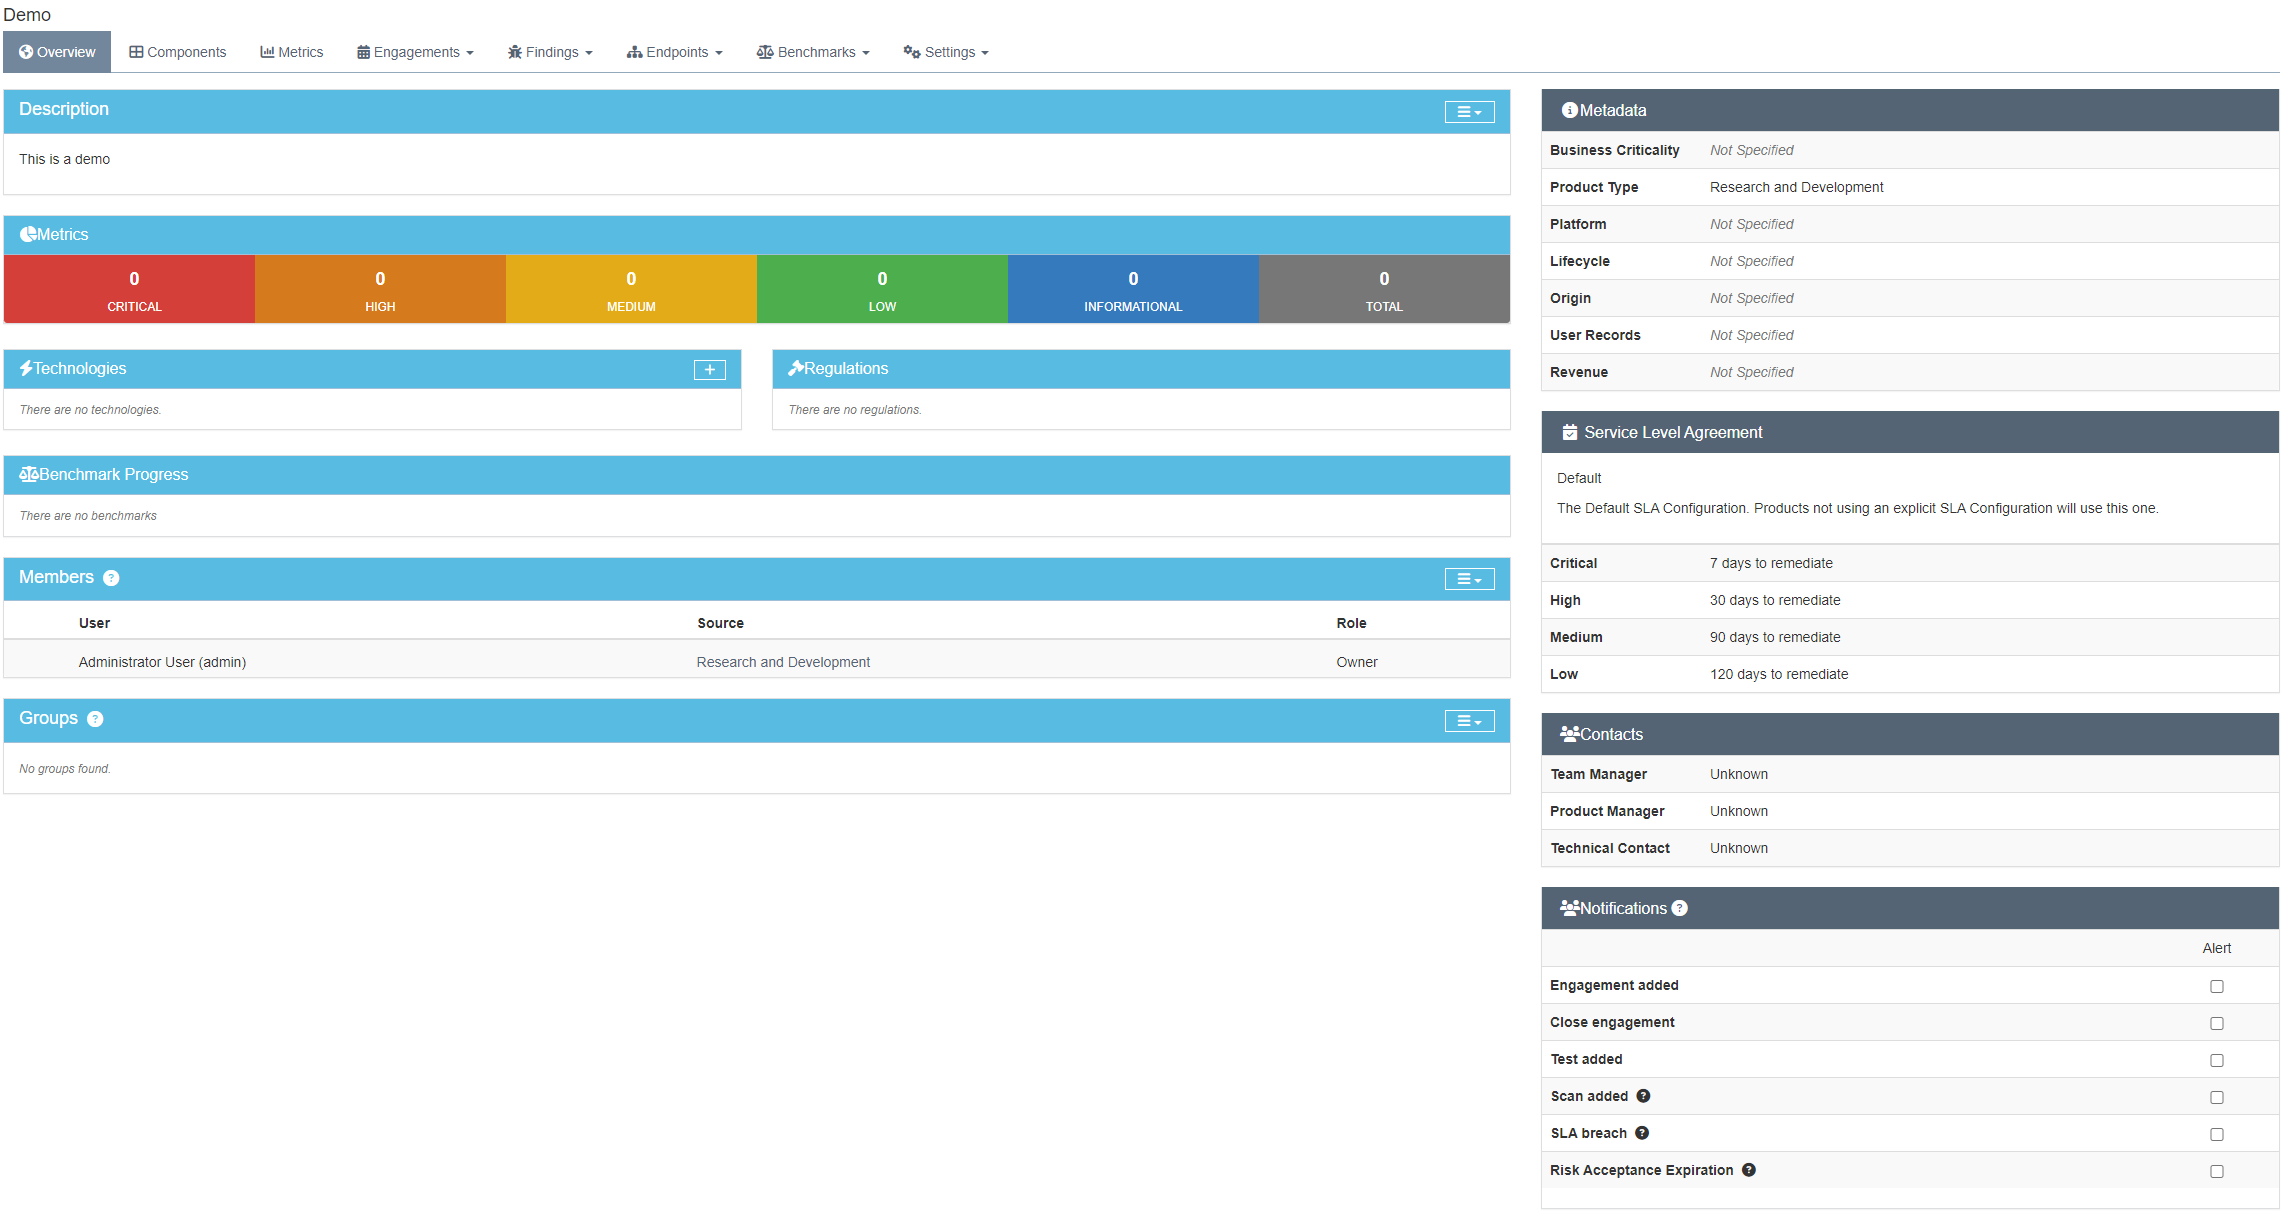 Demo
Overview Components Metrics Engagements Findings Endpoints Benchmarks Settings
Description
This is a demo
Metrics
0 0 0 0 0 0
CRITICAL HIGH MEDIUM LOW INFORMATIONAL TOTAL
Technologies
There are no technologies.
Regulations
There are no regulations.
Benchmark Progress
There are no benchmarks
Members ?
User Source Role
Administrator User (admin) Research and Development Owner
Groups ?
No groups found.
Metadata
Business Criticality Not Specified
Product Type Research and Development
Platform Not Specified
Lifecycle Not Specified
Origin Not Specified
User Records Not Specified
Revenue Not Specified
Service Level Agreement
Default
The Default SLA Configuration. Products not using an explicit SLA Configuration will use this one.
Critical 7 days to remediate
High 30 days to remediate
Medium 90 days to remediate
Low 120 days to remediate
Contacts
Team Manager Unknown
Product Manager Unknown
Technical Contact Unknown
Notifications ?
Alert
Engagement added
Close engagement
Test added
Scan added ?
SLA breach ?
Risk Acceptance Expiration ?